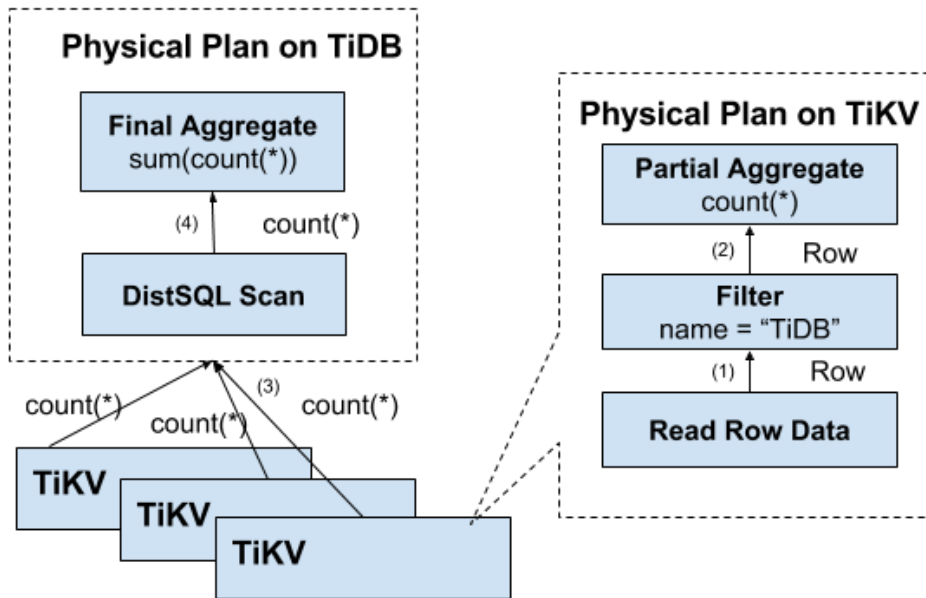 Physical Plan on TiDB
Final Aggregate
sum(count(*))
(4)
count(*)
DistSQL Scan
(3)
count(*)
count(*)
count(*)
TiKV
TiKV
TiKV
Physical Plan on TiKV
Partial Aggregate
count(*)
(2)
Row
Filter
name = “TiDB”
(1)
Row
Read Row Data